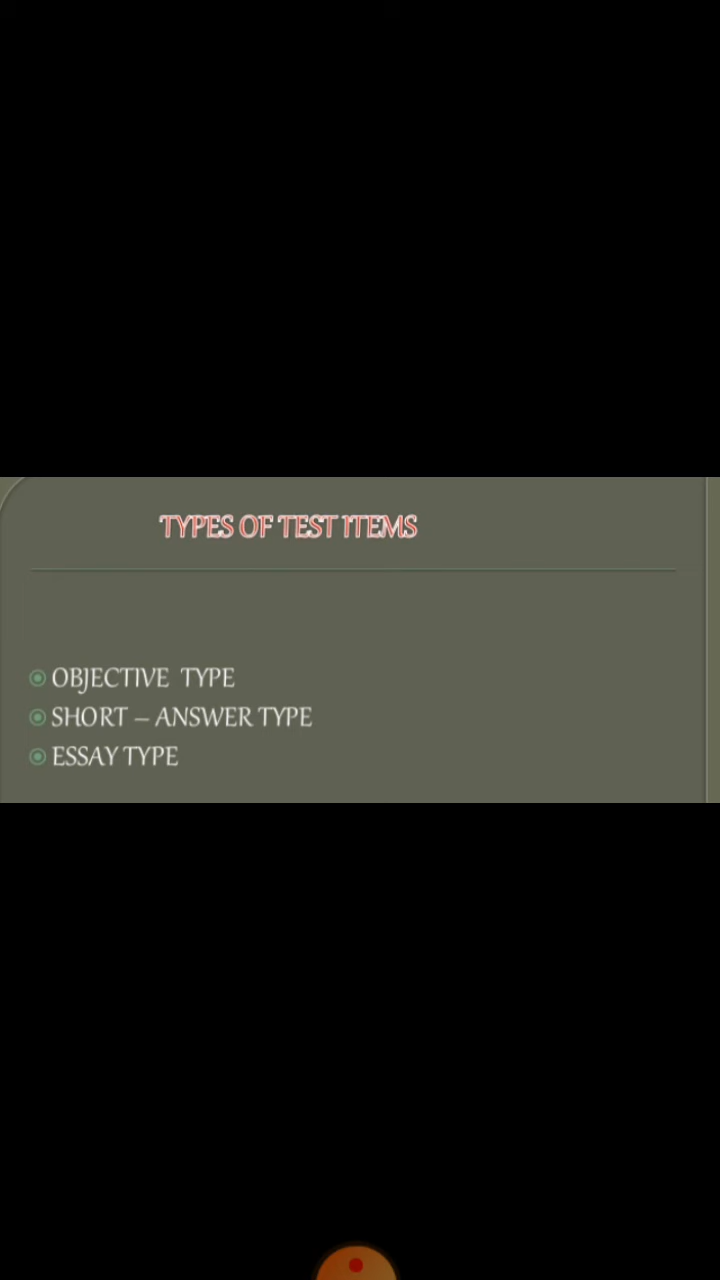 TYPES OF TEST ITEMS
OBJECTIVE TYPE
SHORT – ANSWER TYPE
ESSAY TYPE